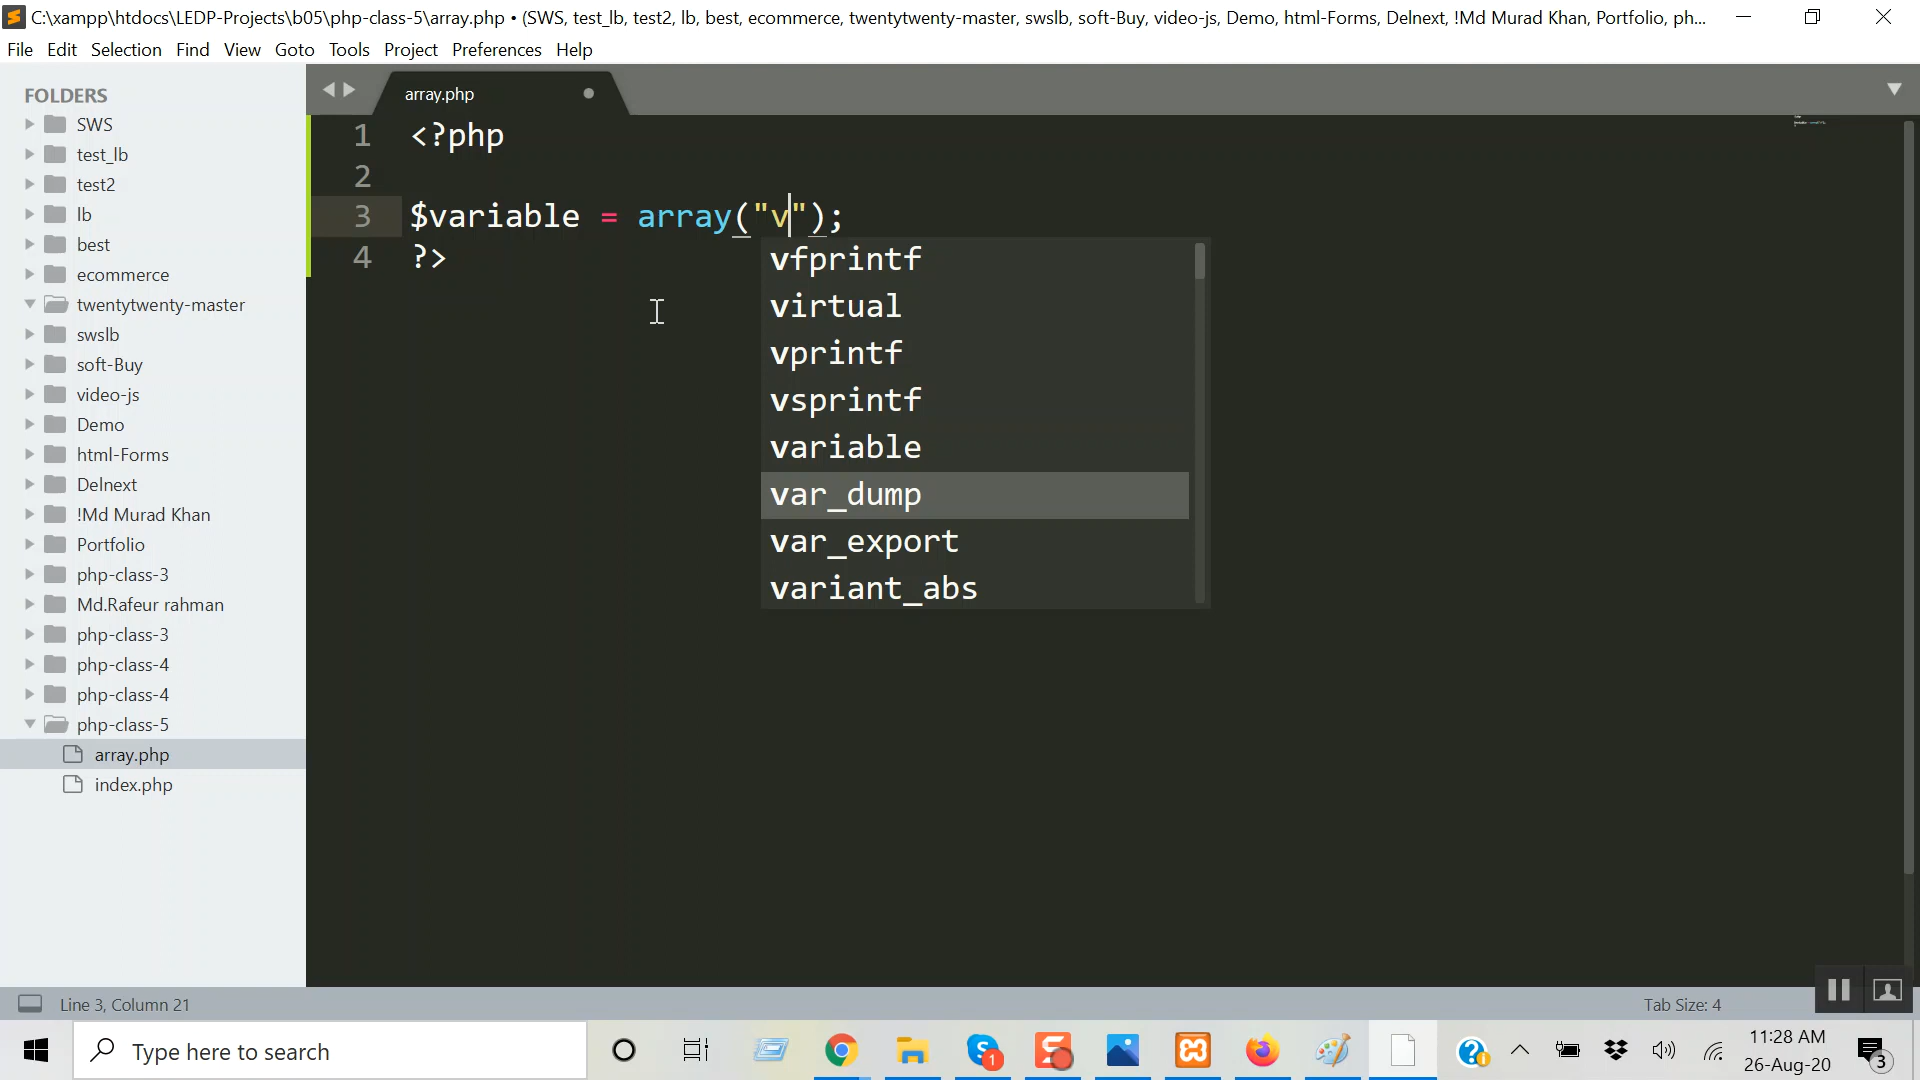 C:\xampp\htdocs\LEDP-Projects\b05\php-class-5\array.php • (SWS, test_lb, test2, lb, best, ecommerce, twentytwenty-master, swslb, soft-Buy, video-js, Demo, html-Forms, Delnext, !Md Murad Khan, Portfolio, ph...
File Edit Selection Find View Goto Tools Project Preferences Help
FOLDERS
SWS
test_lb
test2
lb
best
ecommerce
twentytwenty-master
swslb
soft-Buy
video-js
Demo
html-Forms
Delnext
!Md Murad Khan
Portfolio
php-class-3
Md.Rafeur rahman
php-class-3
php-class-4
php-class-4
php-class-5
array.php
index.php
array.php
1 <?php
2
3 $variable = array("v");
4 ?>
vfprintf
virtual
vprintf
vsprintf
variable
var_dump
var_export
variant_abs
Line 3, Column 21
Tab Size: 4
Type here to search
1
11:28 AM
26-Aug-20
3